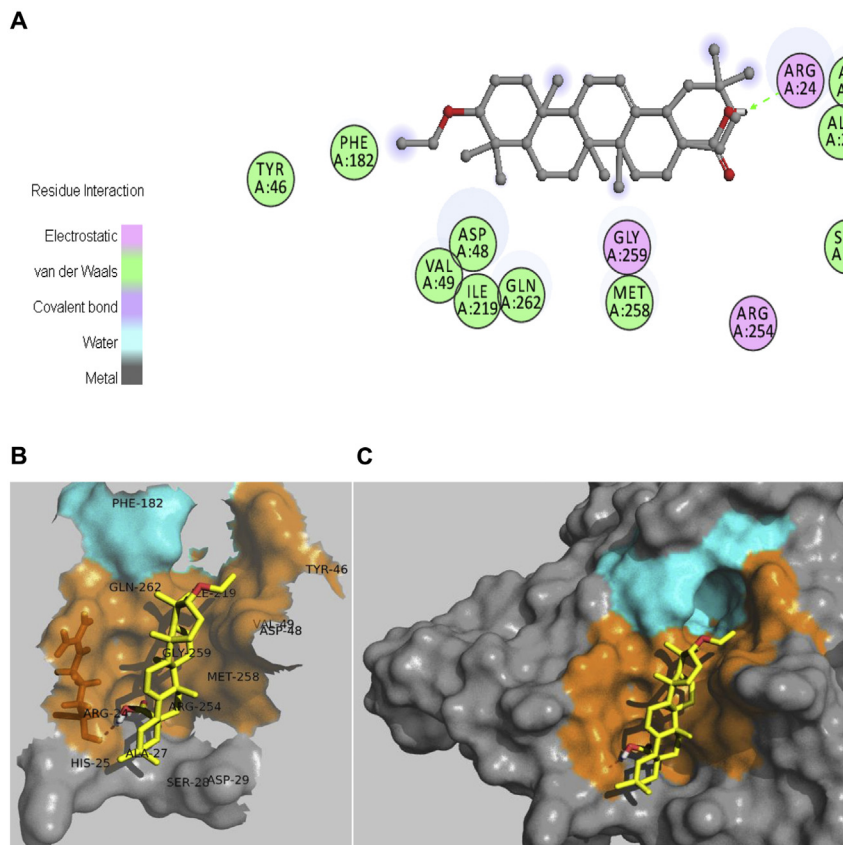 A
ARG
A:24
PHE
A:182
TYR
A:46
Residue Interaction
Electrostatic
van der Waals
Covalent bond
Water
Metal
ASP
A:48
VAL
A:49
ILE
A:219
GLN
A:262
GLY
A:259
MET
A:258
ARG
A:254
B
C
PHE-182
TYR-46
GLN-262
VAL-49
ASP-48
GLY-259
MET-258
ARG-254
HIS-25
ALA-27
SER-28
ASP-29